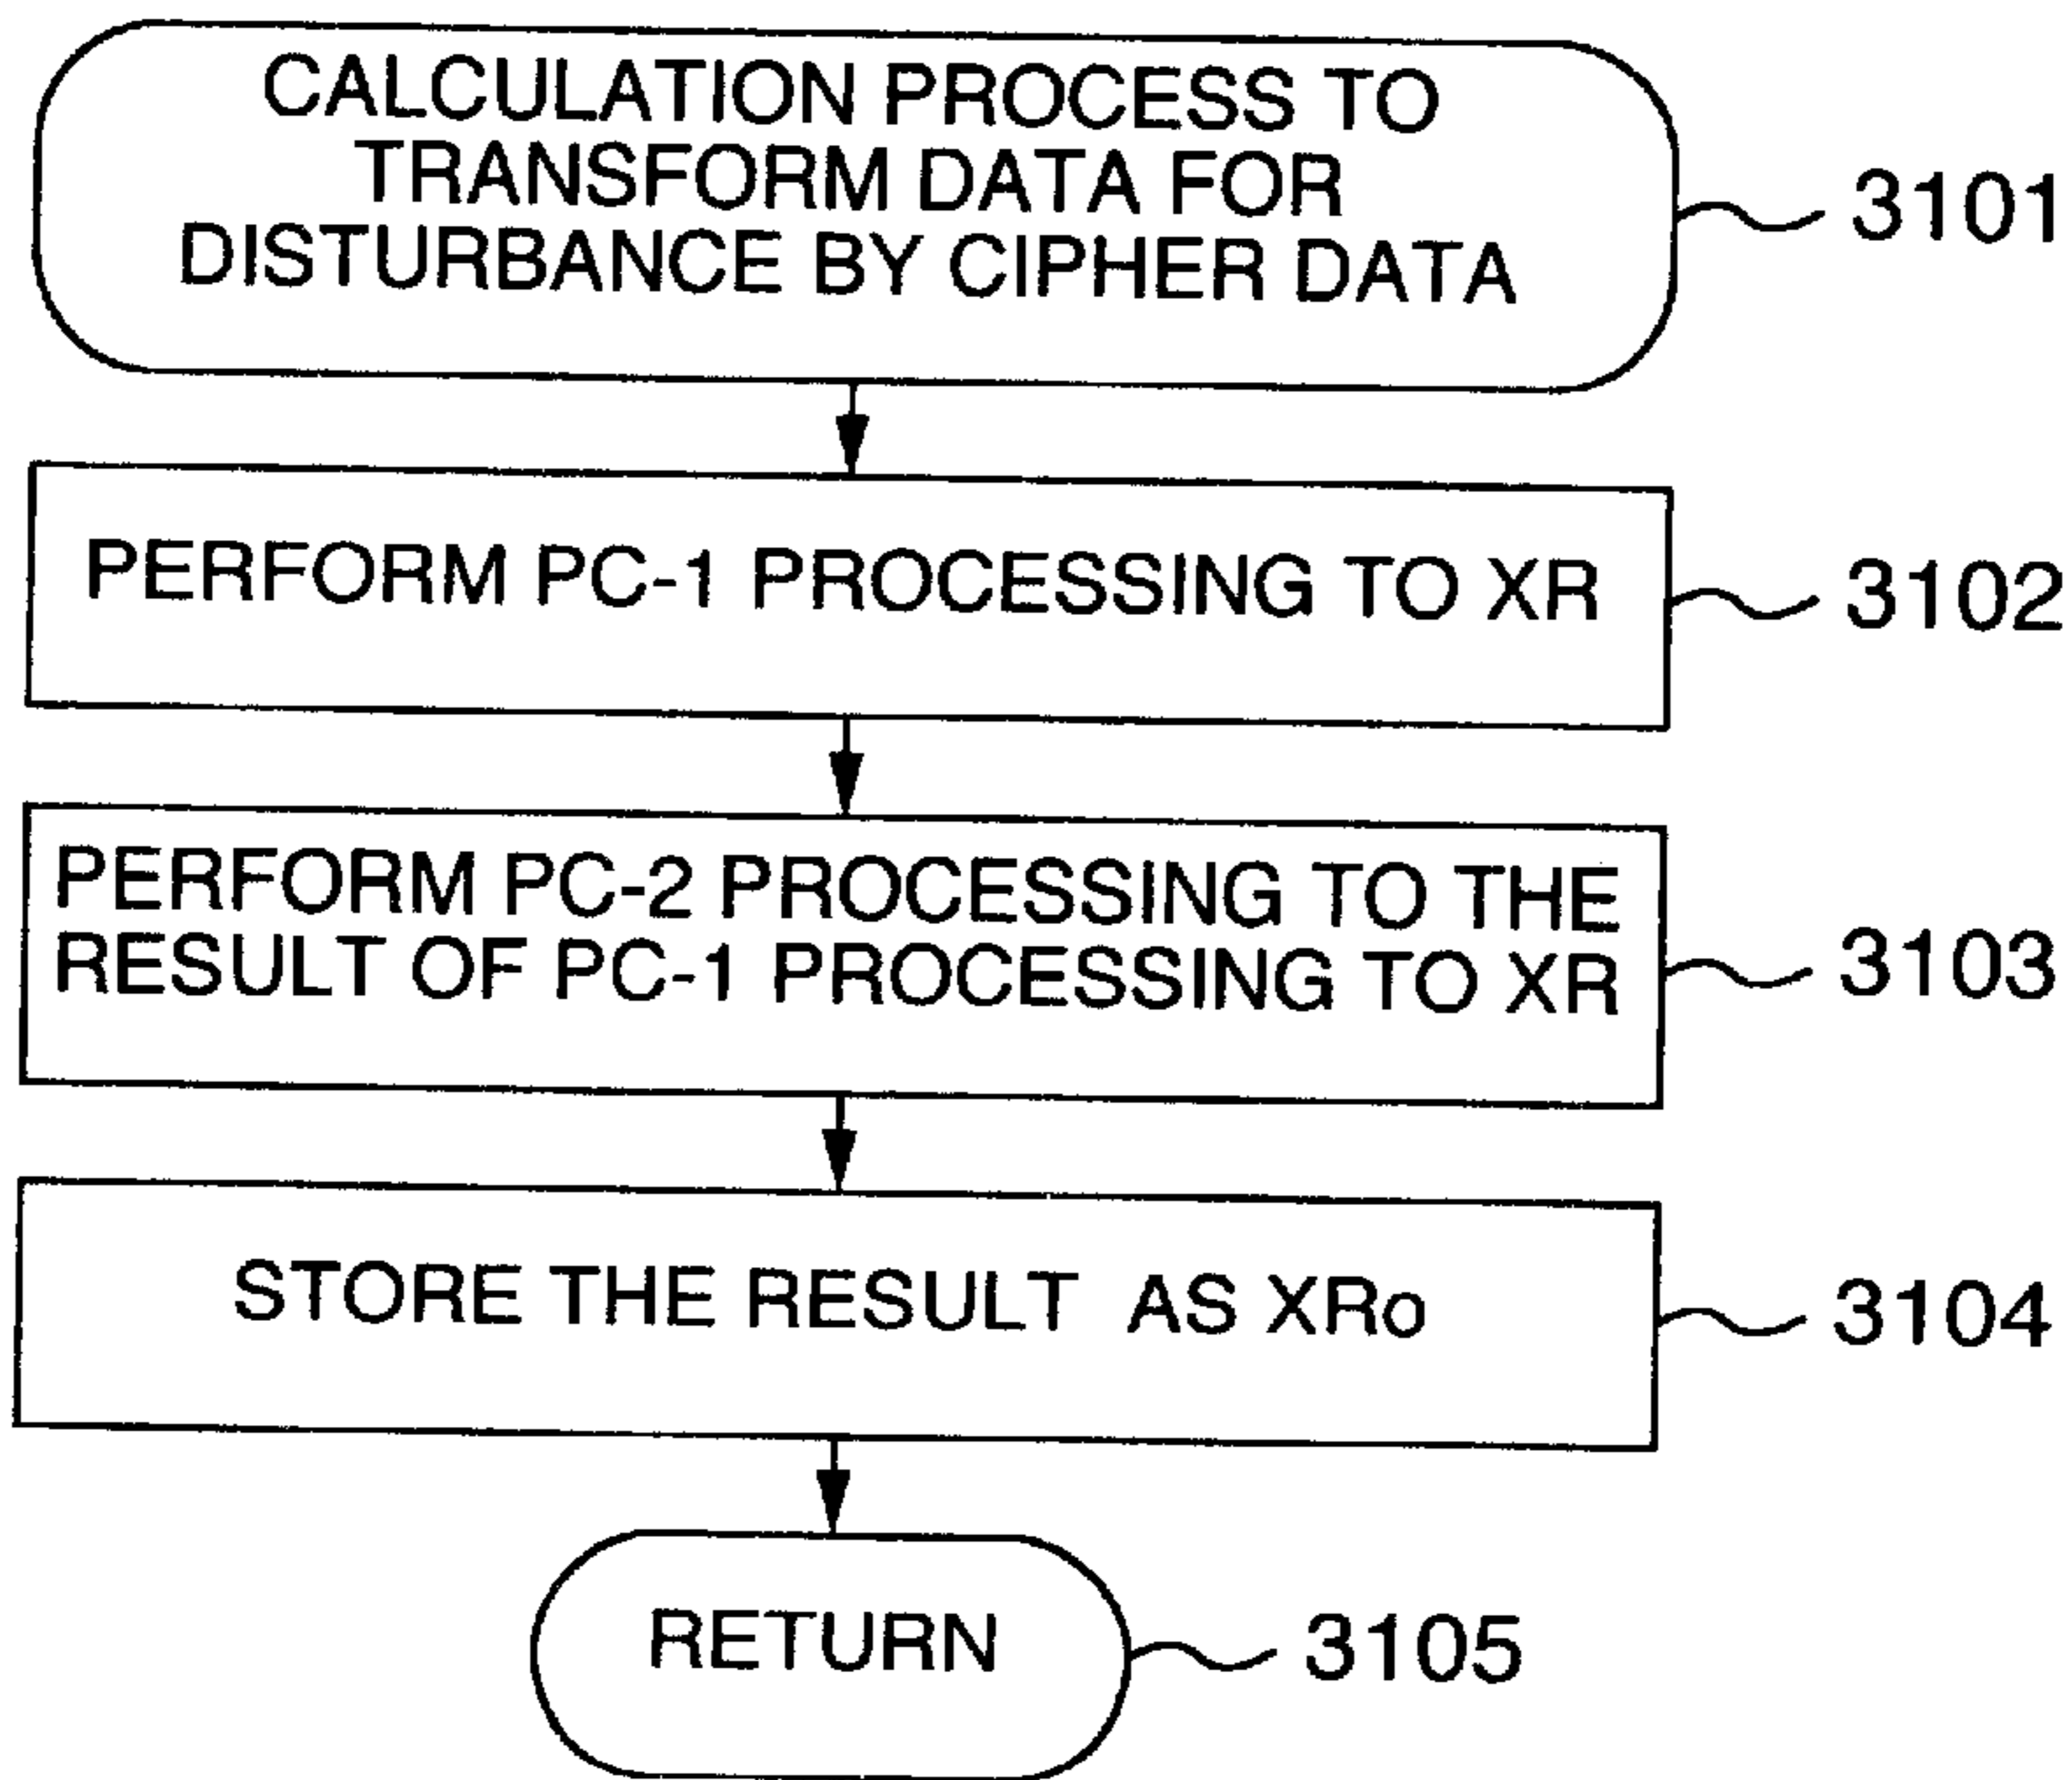 CALCULATION PROCESS TO
TRANSFORM DATA FOR
DISTURBANCE BY CIPHER DATA
3101
PERFORM PC-1 PROCESSING TO XR
3102
PERFORM PC-2 PROCESSING TO THE
RESULT OF PC-1 PROCESSING TO XR
3103
STORE THE RESULT AS XRo
3104
RETURN
3105